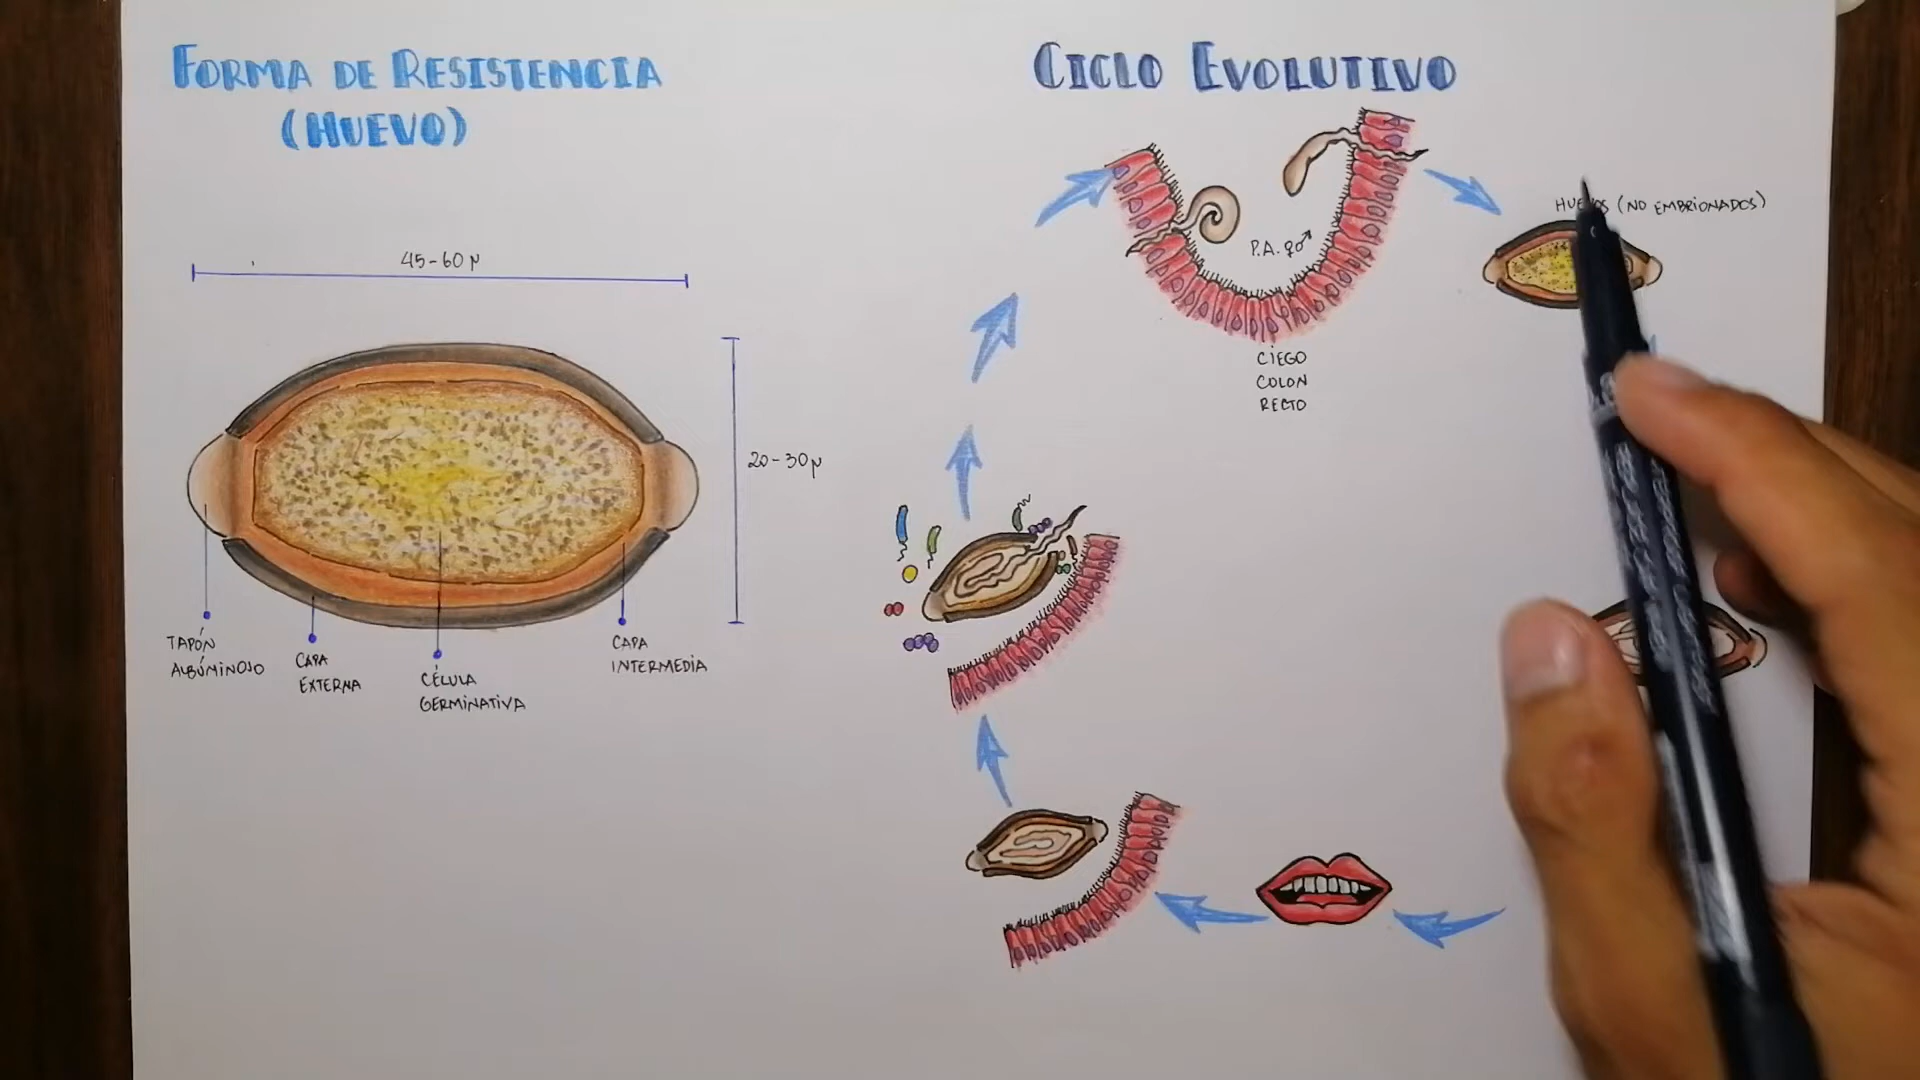 FORMA DE RESISTENCIA
(HUEVO)
45-60 µ
20-30 µ
TAPÓN
ALBÚMINOSO
CAPA
EXTERNA
CÉLULA
GERMINATIVA
CAPA
INTERMEDIA
CICLO EVOLUTIVO
P.A. ♀♂
CIEGO
COLON
RECTO
(NO EMBRIONADOS)